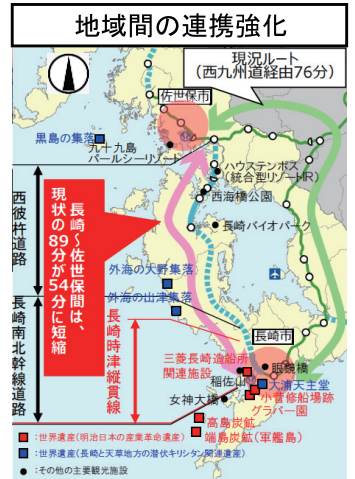 地域間の連携強化
現況ルート
(西九州道経由76分)
佐世保市
黒島の集落
九十九島
パールシーリゾート
ハウステンボス
(統合型リゾートIR)
西海橋公園
長崎バイオパーク
西彼杵道路
長崎~佐世保間は、
現状の89分が54分に短縮
外海の大野集落
外海の出津集落
長崎南北幹線道路
長崎時津縦貫線
長崎市
三菱長崎造船所
関連施設
眼鏡橋
稲佐山
大浦天主堂
女神大橋
小菅修船場跡
グラバー園
高島炭鉱
端島炭鉱(軍艦島)
:世界遺産(明治日本の産業革命遺産)
:世界遺産(長崎と天草地方の潜伏キリシタン関連遺産)
:その他の主要観光施設